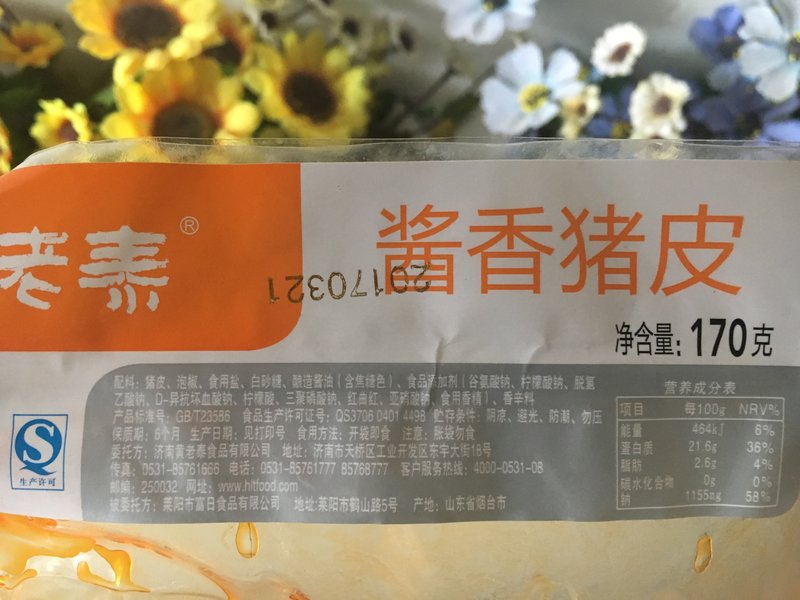 老泰®
酱香猪皮
20170321
净含量: 170克
配料: 猪皮、泡椒、食用盐、白砂糖、酿造酱油(含焦糖色)、食品添加剂(谷氨酸钠、柠檬酸钠、脱氢
乙酸钠、D-异抗坏血酸钠、柠檬酸、三聚磷酸钠、红曲红、亚硝酸钠、食用香精)、香辛料
产品标准号: GB/T23586 食品生产许可证号: QS3706 0401 4498 贮存条件: 阴凉、避光、防潮、勿压
保质期: 6个月 生产日期: 见打印号 食用方法: 开袋即食 注意: 胀袋勿食
委托方: 济南黄老泰食品有限公司 地址: 济南市天桥区工业开发区东宇大街18号
传真: 0531-85761666 电话: 0531-85761777 85768777 客户服务热线: 4000-0531-08
邮编: 250032 网址: www.hltfood.com
被委托方: 莱阳市富日食品有限公司 地址: 莱阳市鹤山路5号 产地: 山东省烟台市
QS
生产许可
营养成分表
项目 每100g NRV%
能量 464kJ 6%
蛋白质 21.6g 36%
脂肪 2.6g 4%
碳水化合物 0g 0%
钠 1155mg 58%